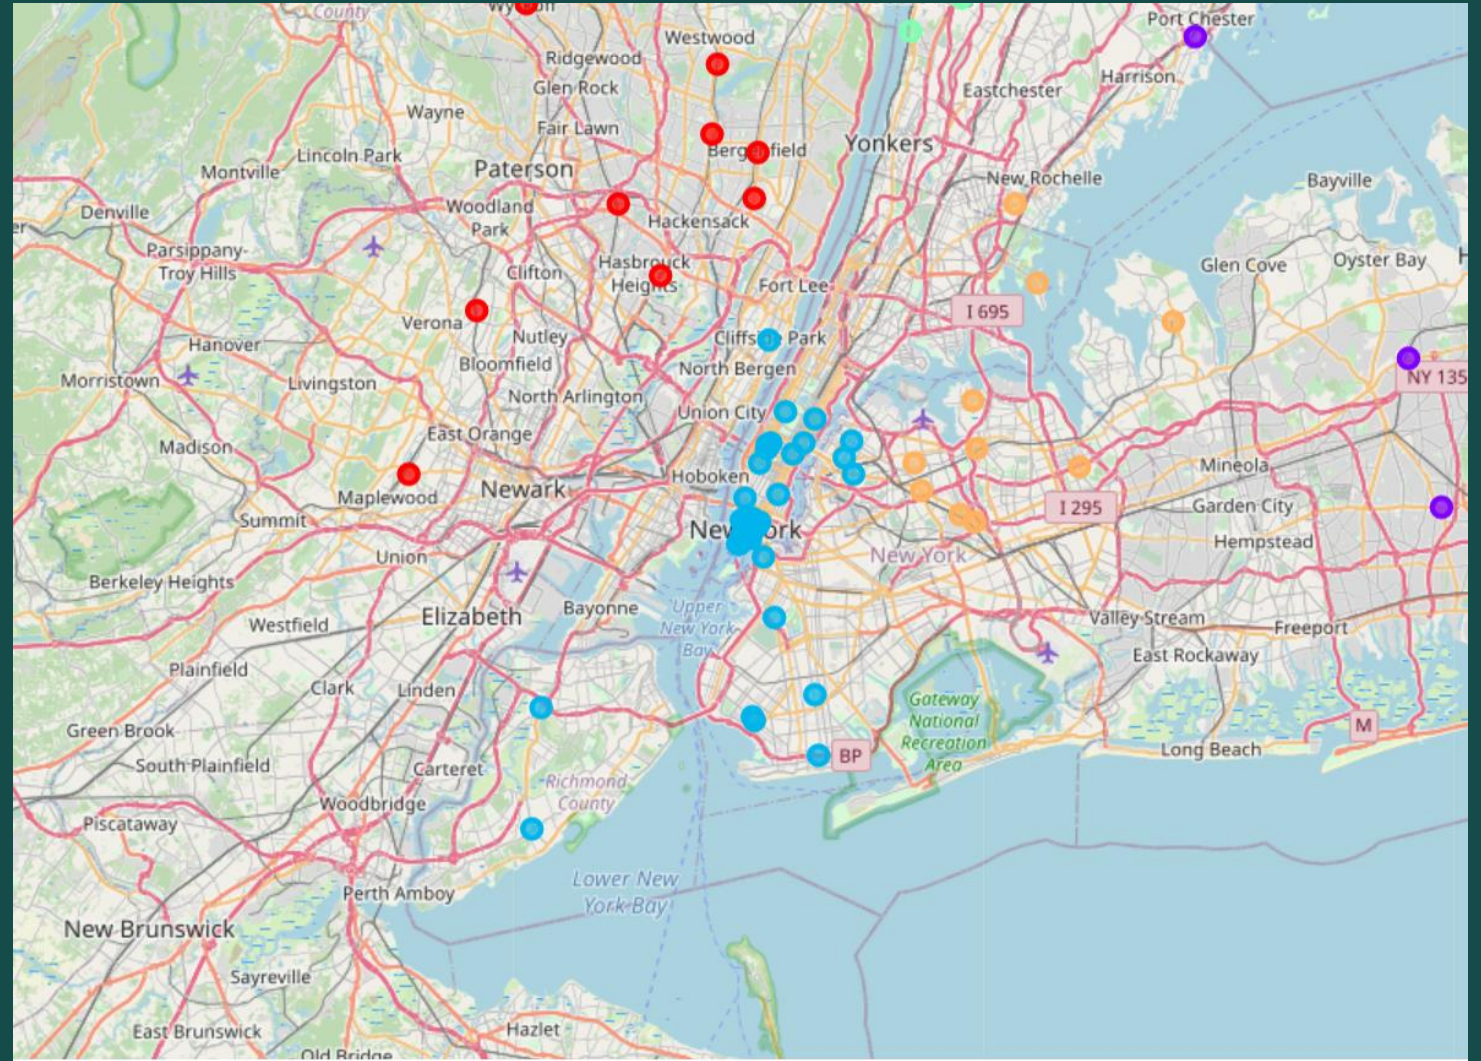 County
Wyckoff
Port Chester
Westwood
Ridgewood
Harrison
Glen Rock
Eastchester
Wayne
Fair Lawn
Bergenfield
Yonkers
Lincoln Park
Paterson
Montville
New Rochelle
Bayville
Denville
Woodland
Park
Hackensack
Parsippany-
Troy Hills
Hasbrouck
Heights
Clifton
Fort Lee
Glen Cove
Oyster Bay
I 695
Verona
Nutley
Cliffside Park
Hanover
Bloomfield
North Bergen
Morristown
Livingston
NY 135
North Arlington
Union City
East Orange
Madison
Hoboken
Mineola
Maplewood
Newark
Summit
I 295
Garden City
New York
Hempstead
Union
New York
Berkeley Heights
Elizabeth
Bayonne
Upper
New York
Bay
Westfield
Valley Stream
Freeport
Plainfield
East Rockaway
Clark
Linden
Gateway
National
Recreation
Area
Green Brook
M
South Plainfield
Carteret
BP
Long Beach
Richmond
County
Woodbridge
Piscataway
Lower New
York Bay
Perth Amboy
New Brunswick
Sayreville
East Brunswick
Hazlet
Old Bridge